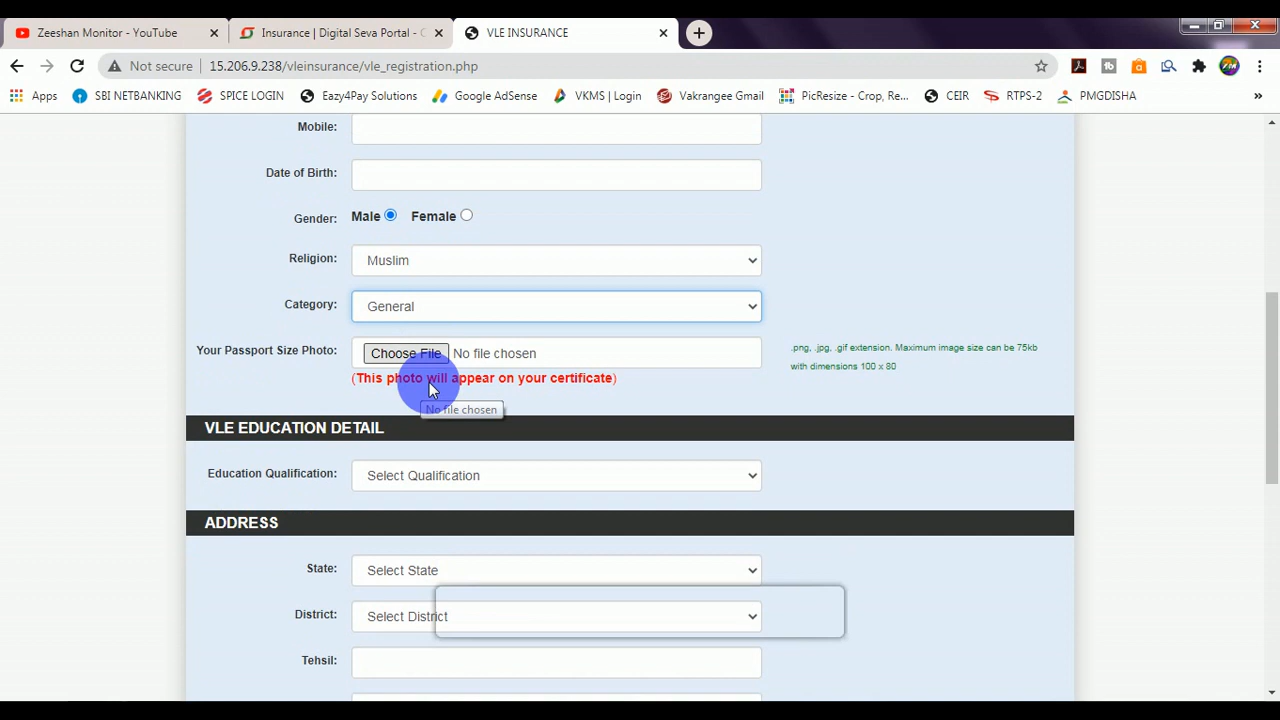 Zeeshan Monitor - YouTube
Insurance | Digital Seva Portal - C
VLE INSURANCE
Not secure
15.206.9.238/vleinsurance/vle_registration.php
Apps
SBI NETBANKING
SPICE LOGIN
Eazy4Pay Solutions
Google AdSense
VKMS | Login
Vakrangee Gmail
PicResize - Crop, Re...
CEIR
RTPS-2
PMGDISHA
»
Mobile:
Date of Birth:
Gender: Male Female
Religion: Muslim
Category: General
Your Passport Size Photo: Choose File No file chosen
.png, .jpg, .gif extension. Maximum image size can be 75kb
with dimensions 100 x 80
(This photo will appear on your certificate)
No file chosen
VLE EDUCATION DETAIL
Education Qualification: Select Qualification
ADDRESS
State: Select State
District: Select District
Tehsil: